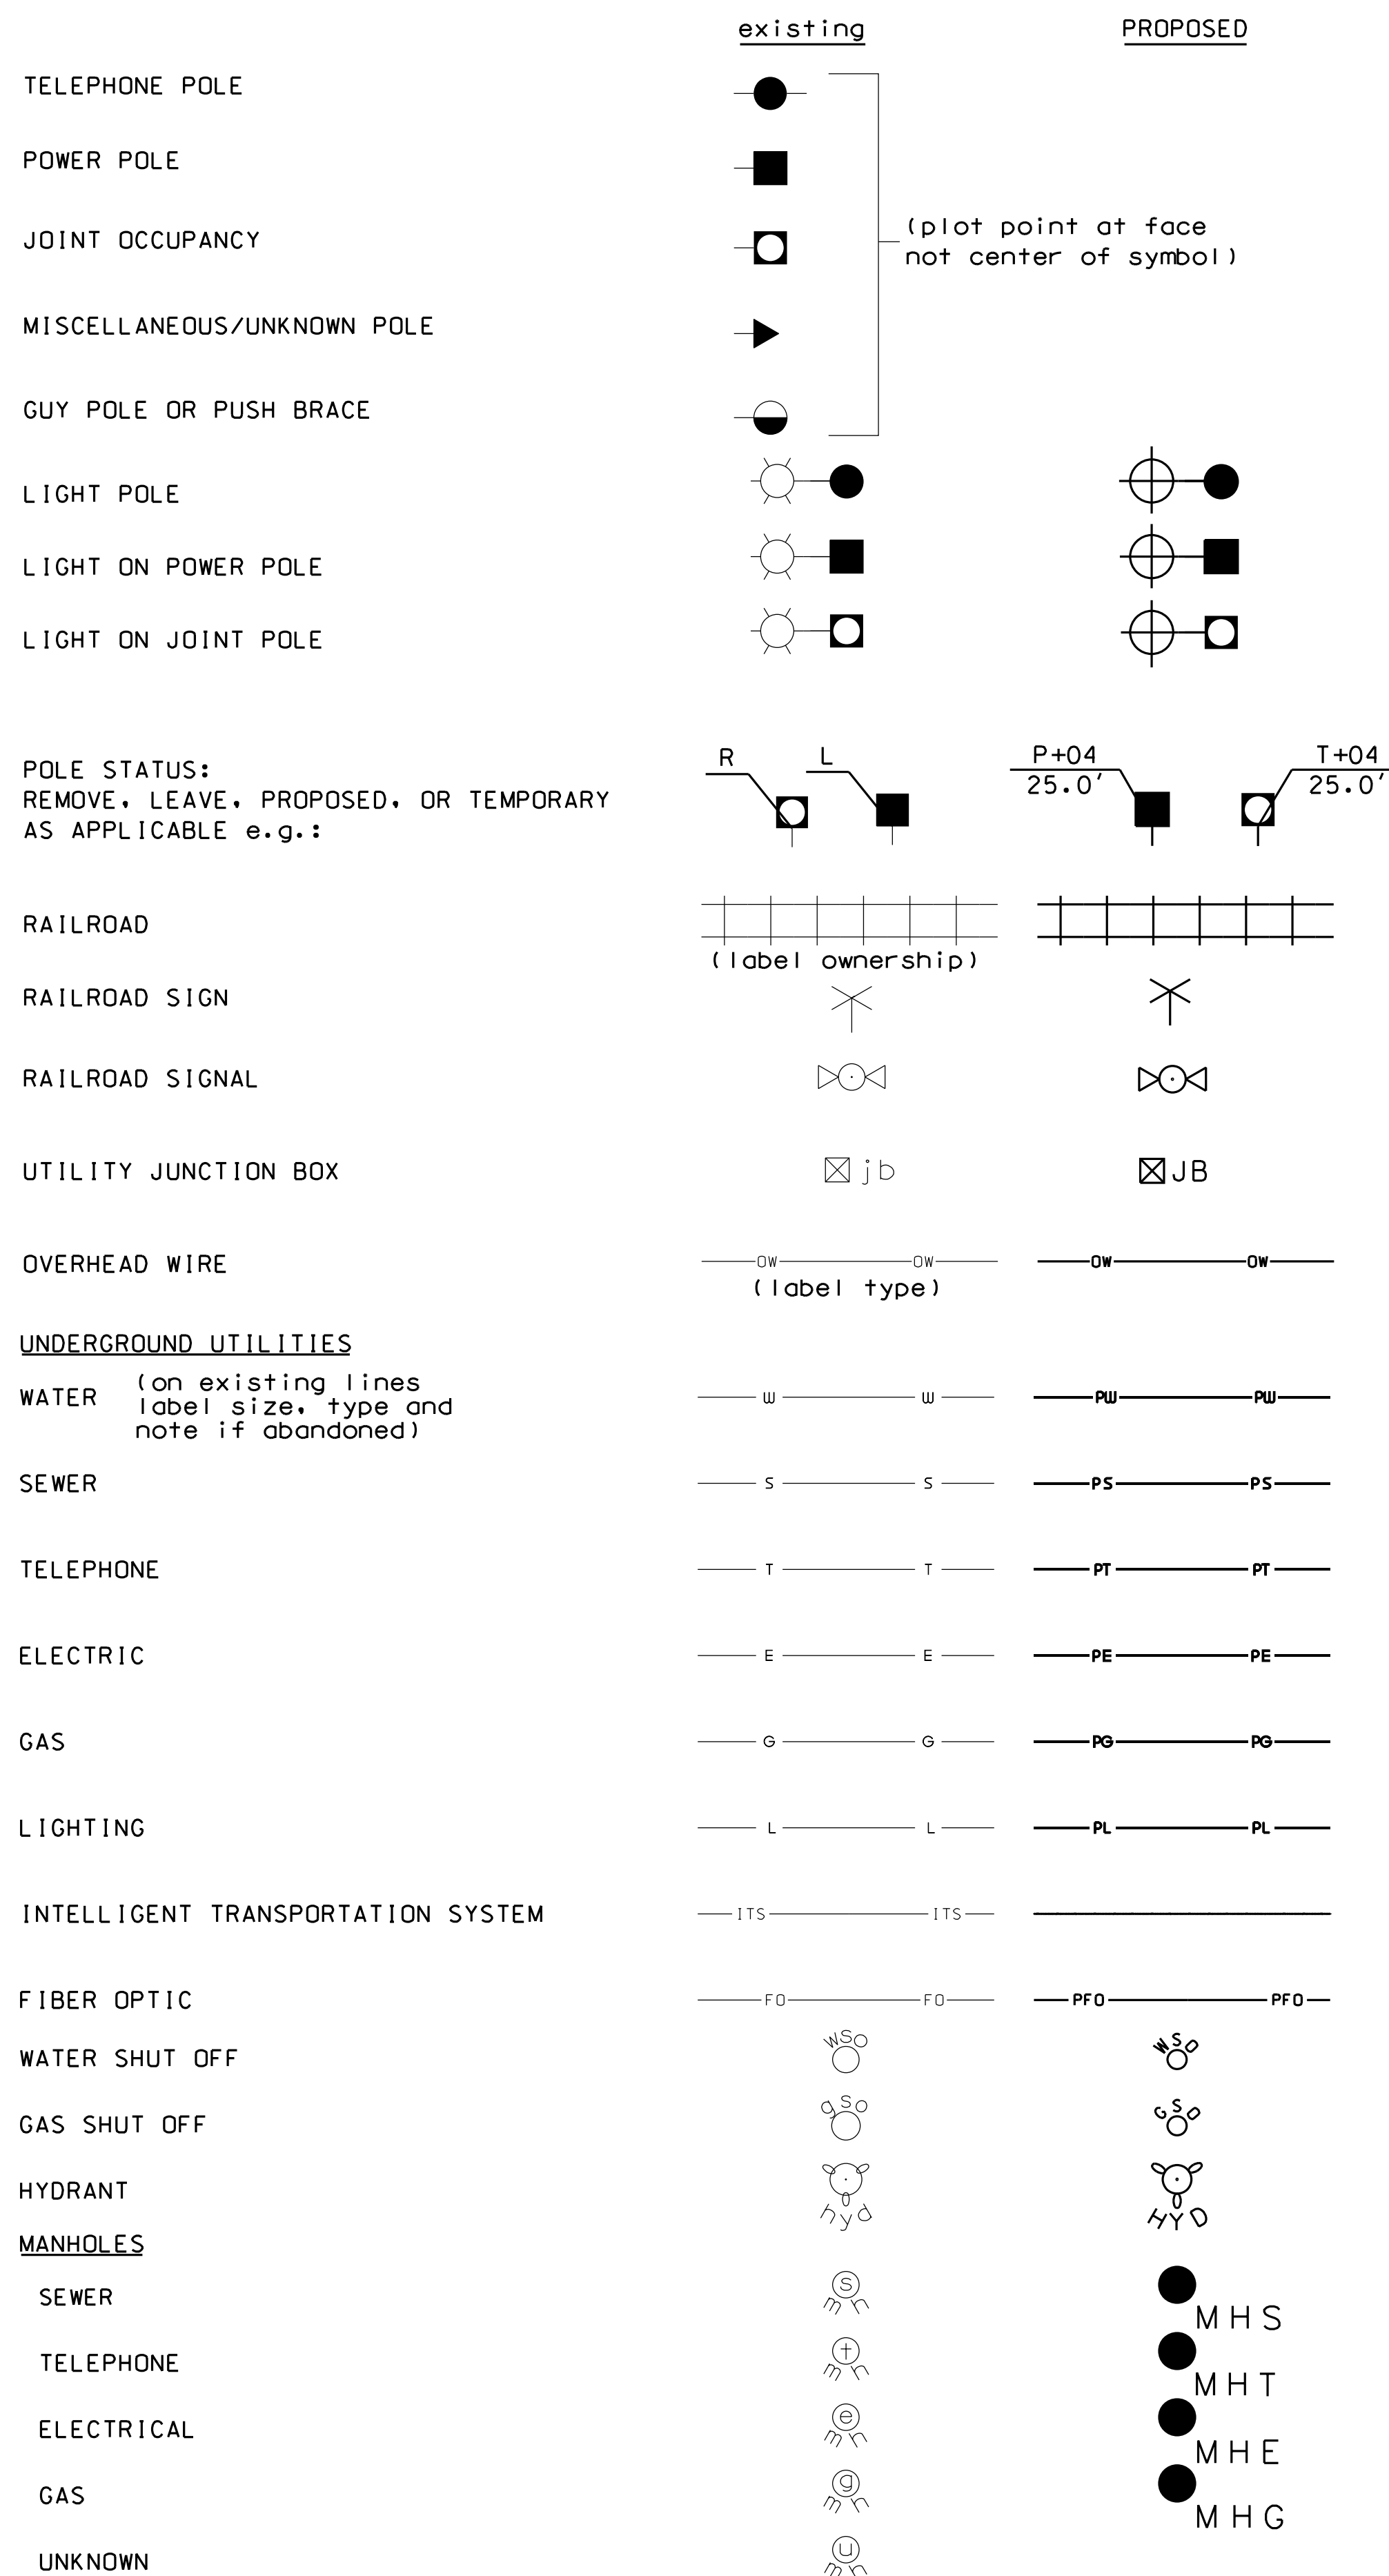 existing PROPOSED
TELEPHONE POLE
POWER POLE
JOINT OCCUPANCY
(plot point at face
not center of symbol)
MISCELLANEOUS/UNKNOWN POLE
GUY POLE OR PUSH BRACE
LIGHT POLE
LIGHT ON POWER POLE
LIGHT ON JOINT POLE
POLE STATUS:
REMOVE, LEAVE, PROPOSED, OR TEMPORARY
AS APPLICABLE e.g.:
R L P+04 T+04
25.0' 25.0'
RAILROAD
(label ownership)
RAILROAD SIGN
RAILROAD SIGNAL
UTILITY JUNCTION BOX jb JB
OVERHEAD WIRE OW OW OW OW
(label type)
UNDERGROUND UTILITIES
WATER W W PW PW
(on existing lines
label size, type and
note if abandoned)
SEWER S S PS PS
TELEPHONE T T PT PT
ELECTRIC E E PE PE
GAS G G PG PG
LIGHTING L L PL PL
INTELLIGENT TRANSPORTATION SYSTEM ITS ITS
FIBER OPTIC FO FO PFO PFO
WATER SHUT OFF wso WSO
GAS SHUT OFF gso GSO
HYDRANT hyd HYD
MANHOLES
SEWER s mh MHS
TELEPHONE t mh MHT
ELECTRICAL e mh MHE
GAS g mh MHG
UNKNOWN u mh